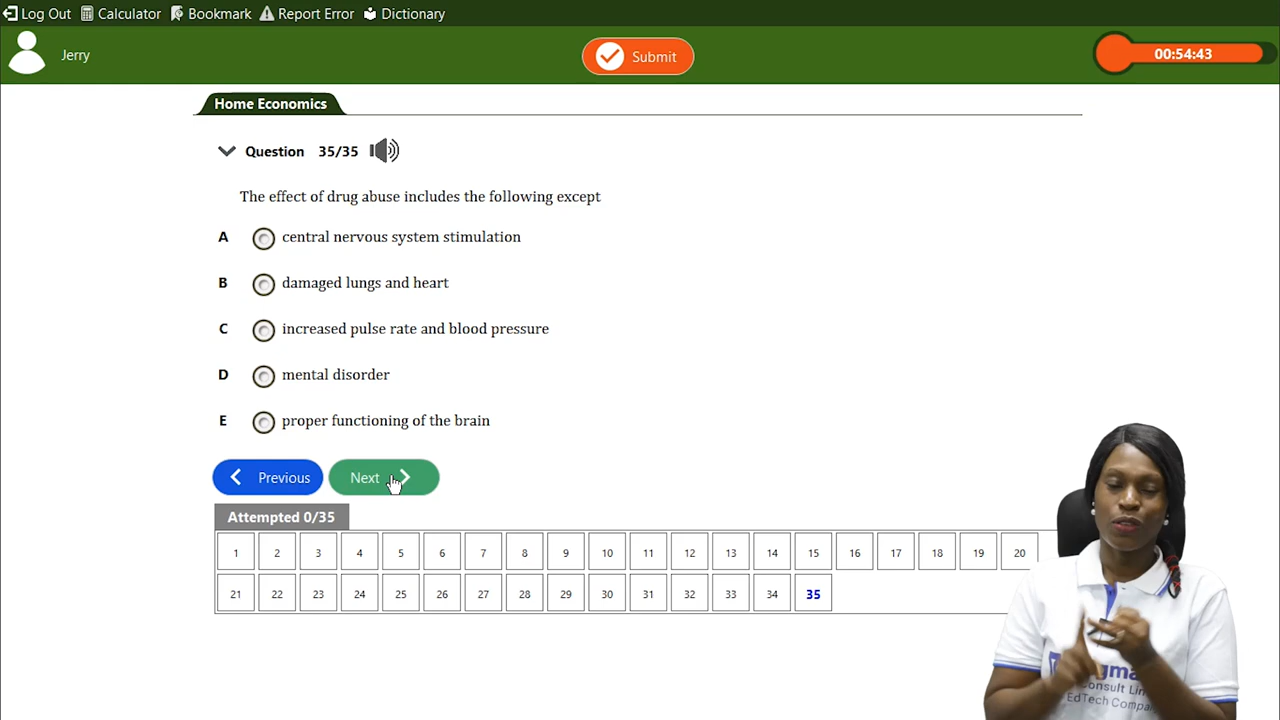 Log Out Calculator Bookmark Report Error Dictionary
Jerry
Submit
00:54:43
Home Economics
Question 35/35
The effect of drug abuse includes the following except
A central nervous system stimulation
B damaged lungs and heart
C increased pulse rate and blood pressure
D mental disorder
E proper functioning of the brain
Previous Next
Attempted 0/35
1 2 3 4 5 6 7 8 9 10 11 12 13 14 15 16 17 18 19 20
21 22 23 24 25 26 27 28 29 30 31 32 33 34 35
EdTech Compa